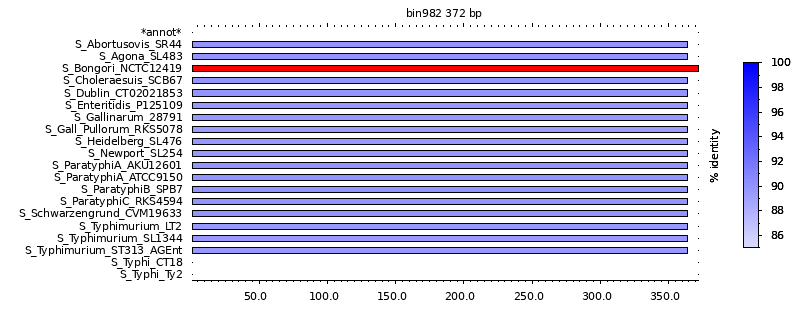 bin982 372 bp
*annot*
S_Abortusovis_SR44
S_Agona_SL483
S_Bongori_NCTC12419
S_Choleraesuis_SCB67
S_Dublin_CT02021853
S_Enteritidis_P125109
S_Gallinarum_28791
S_Gall_Pullorum_RKS5078
S_Heidelberg_SL476
S_Newport_SL254
S_ParatyphiA_AKU12601
S_ParatyphiA_ATCC9150
S_ParatyphiB_SPB7
S_ParatyphiC_RKS4594
S_Schwarzengrund_CVM19633
S_Typhimurium_LT2
S_Typhimurium_SL1344
S_Typhimurium_ST313_AGEnt
S_Typhi_CT18
S_Typhi_Ty2
50.0 100.0 150.0 200.0 250.0 300.0 350.0
% identity
100
98
96
94
92
90
88
86